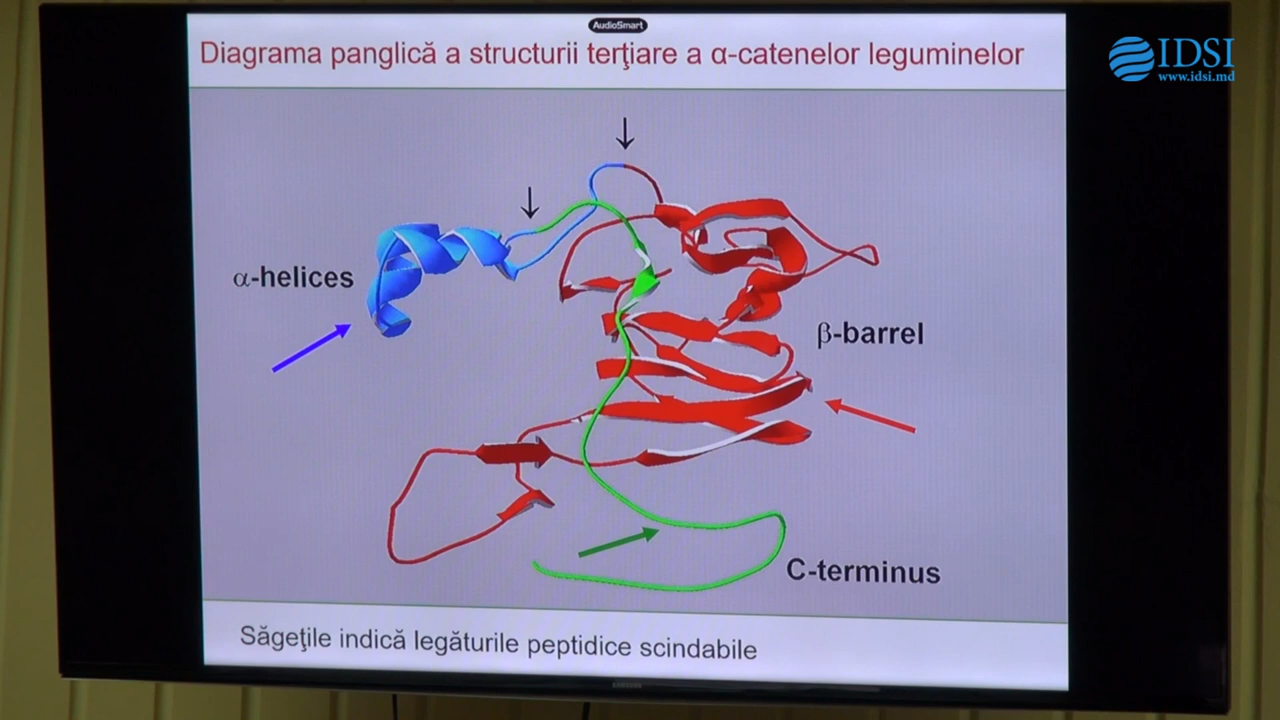 AudioSmart
Diagrama panglică a structurii terţiare a α-catenelor leguminelor
IDSI
www.idsi.md
α-helices
β-barrel
C-terminus
Săgeţile indică legăturile peptidice scindabile
SAMSUNG